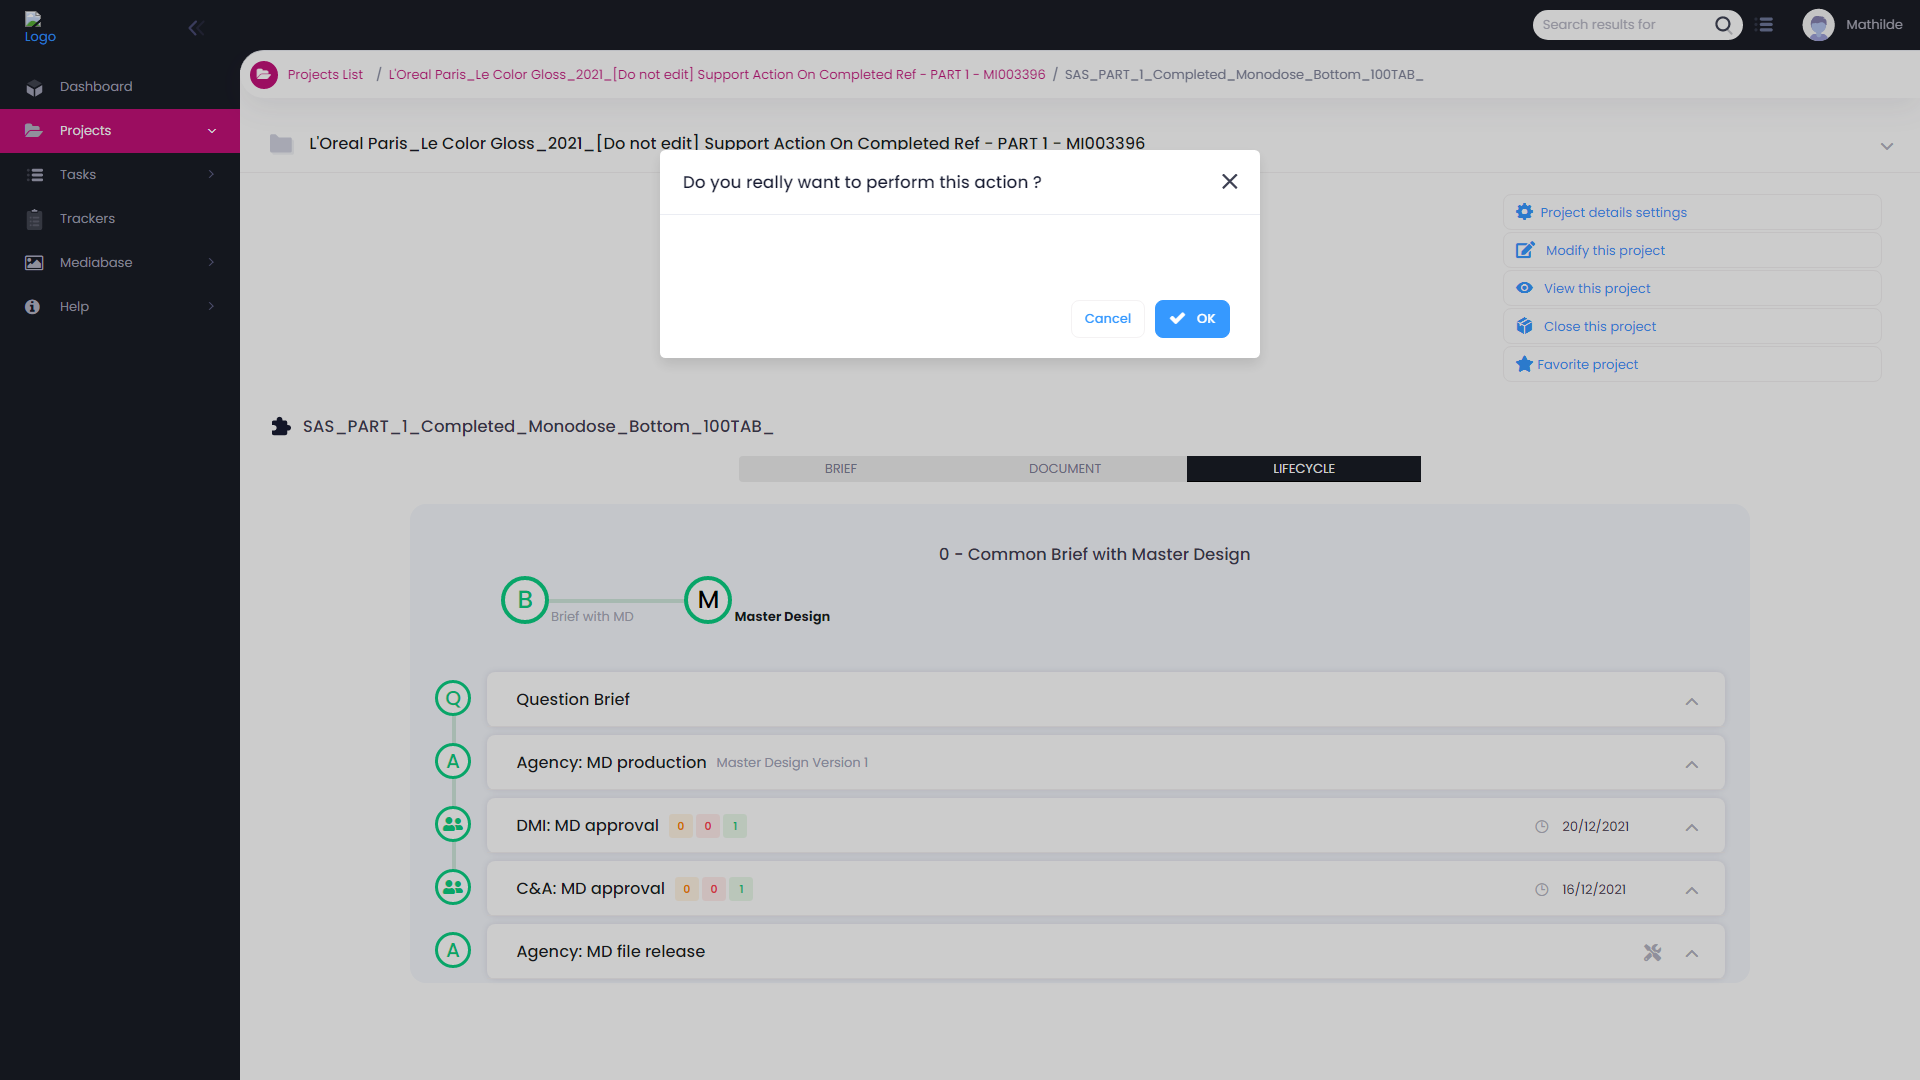 Logo
Search results for
Mathilde
Dashboard
Projects
Tasks
Trackers
Mediabase
Help
Projects List / L'Oreal Paris_Le Color Gloss_2021_[Do not edit] Support Action On Completed Ref - PART 1 - MI003396 / SAS_PART_1_Completed_Monodose_Bottom_100TAB_
L'Oreal Paris_Le Color Gloss_2021_[Do not edit] Support Action On Completed Ref - PART 1 - MI003396
Do you really want to perform this action ?
Cancel
OK
Project details settings
Modify this project
View this project
Close this project
Favorite project
SAS_PART_1_Completed_Monodose_Bottom_100TAB_
BRIEF
DOCUMENT
LIFECYCLE
0 - Common Brief with Master Design
B
Brief with MD
M
Master Design
Q
Question Brief
A
Agency: MD production Master Design Version 1
DMI: MD approval 0 0 1 20/12/2021
C&A: MD approval 0 0 1 16/12/2021
A
Agency: MD file release